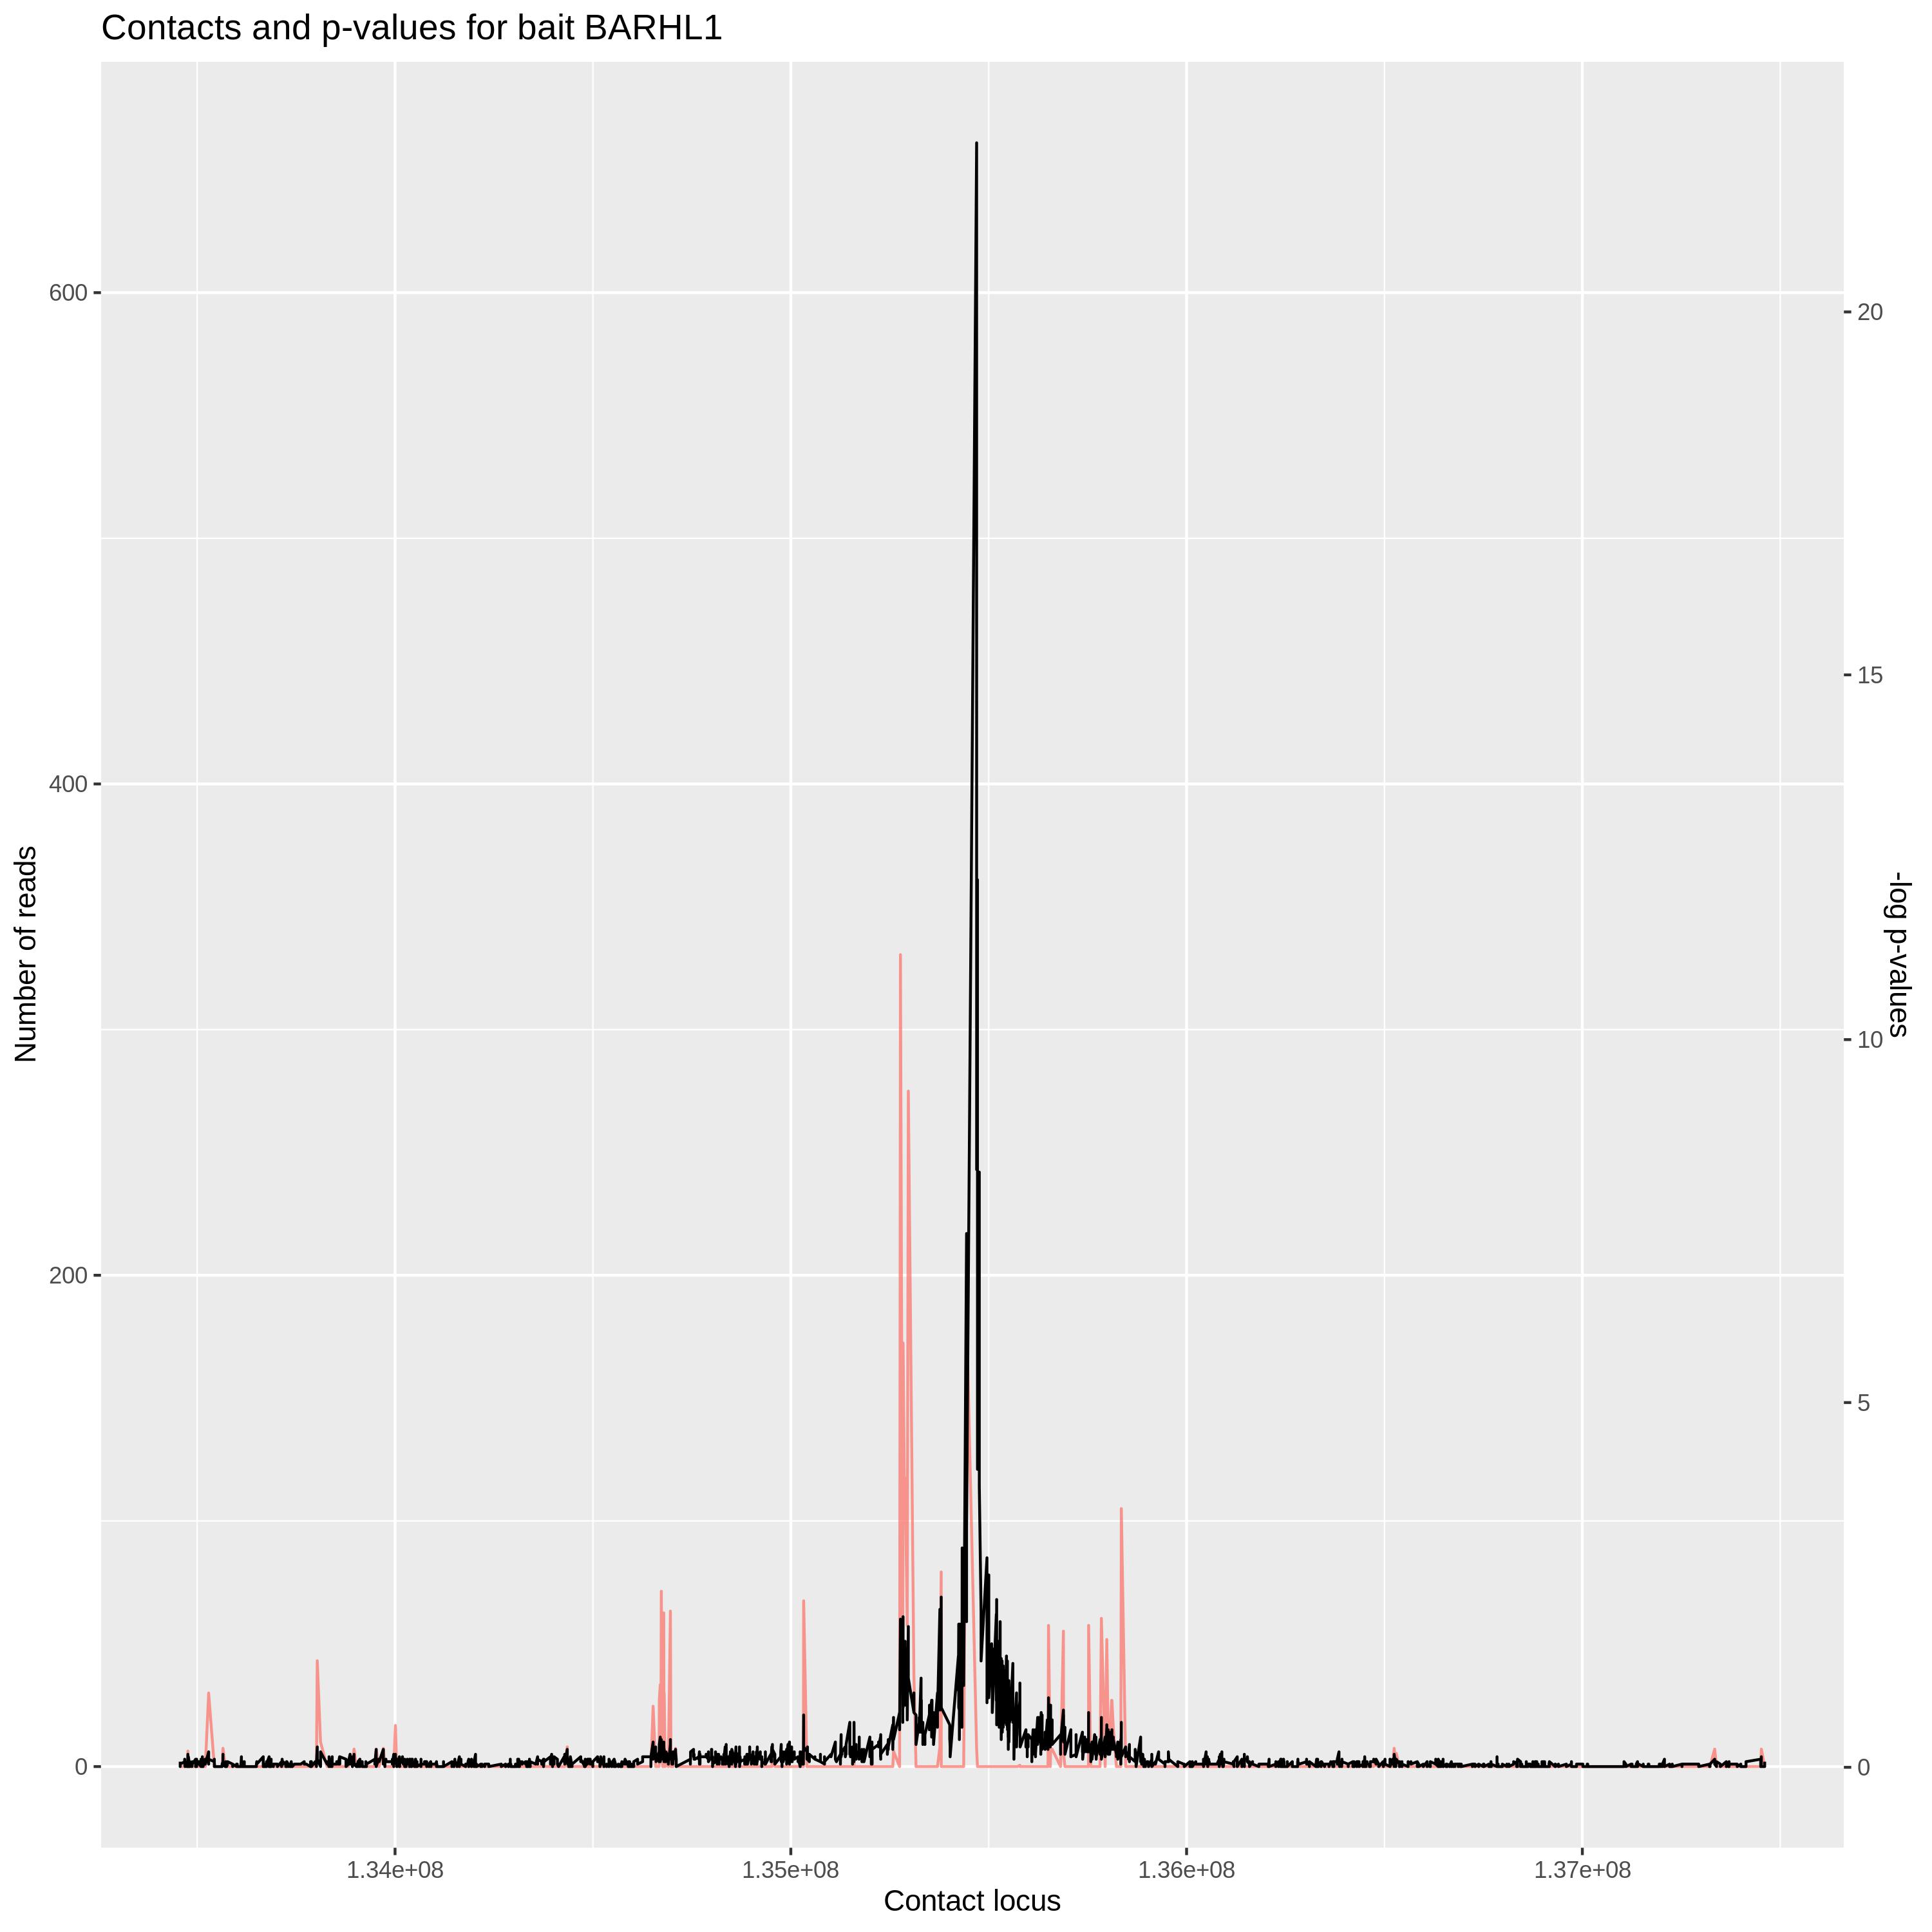 Contacts and p-values for bait BARHL1
Number of reads
600
400
200
0
20
15
10
5
0
-log p-values
1.34e+08
1.35e+08
1.36e+08
1.37e+08
Contact locus